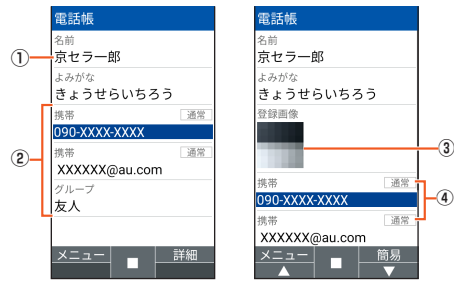 電話帳
名前
① 京セラ一郎
よみがな
きょうせらいちろう
携帯 通常
② 090-XXXX-XXXX
携帯 通常
XXXXXX@au.com
グループ
友人
メニュー ■ 詳細
電話帳
名前
京セラ一郎
よみがな
きょうせらいちろう
登録画像
③
携帯 通常
④
090-XXXX-XXXX
携帯 通常
XXXXXX@au.com
メニュー ■ 簡易
▲ ▼